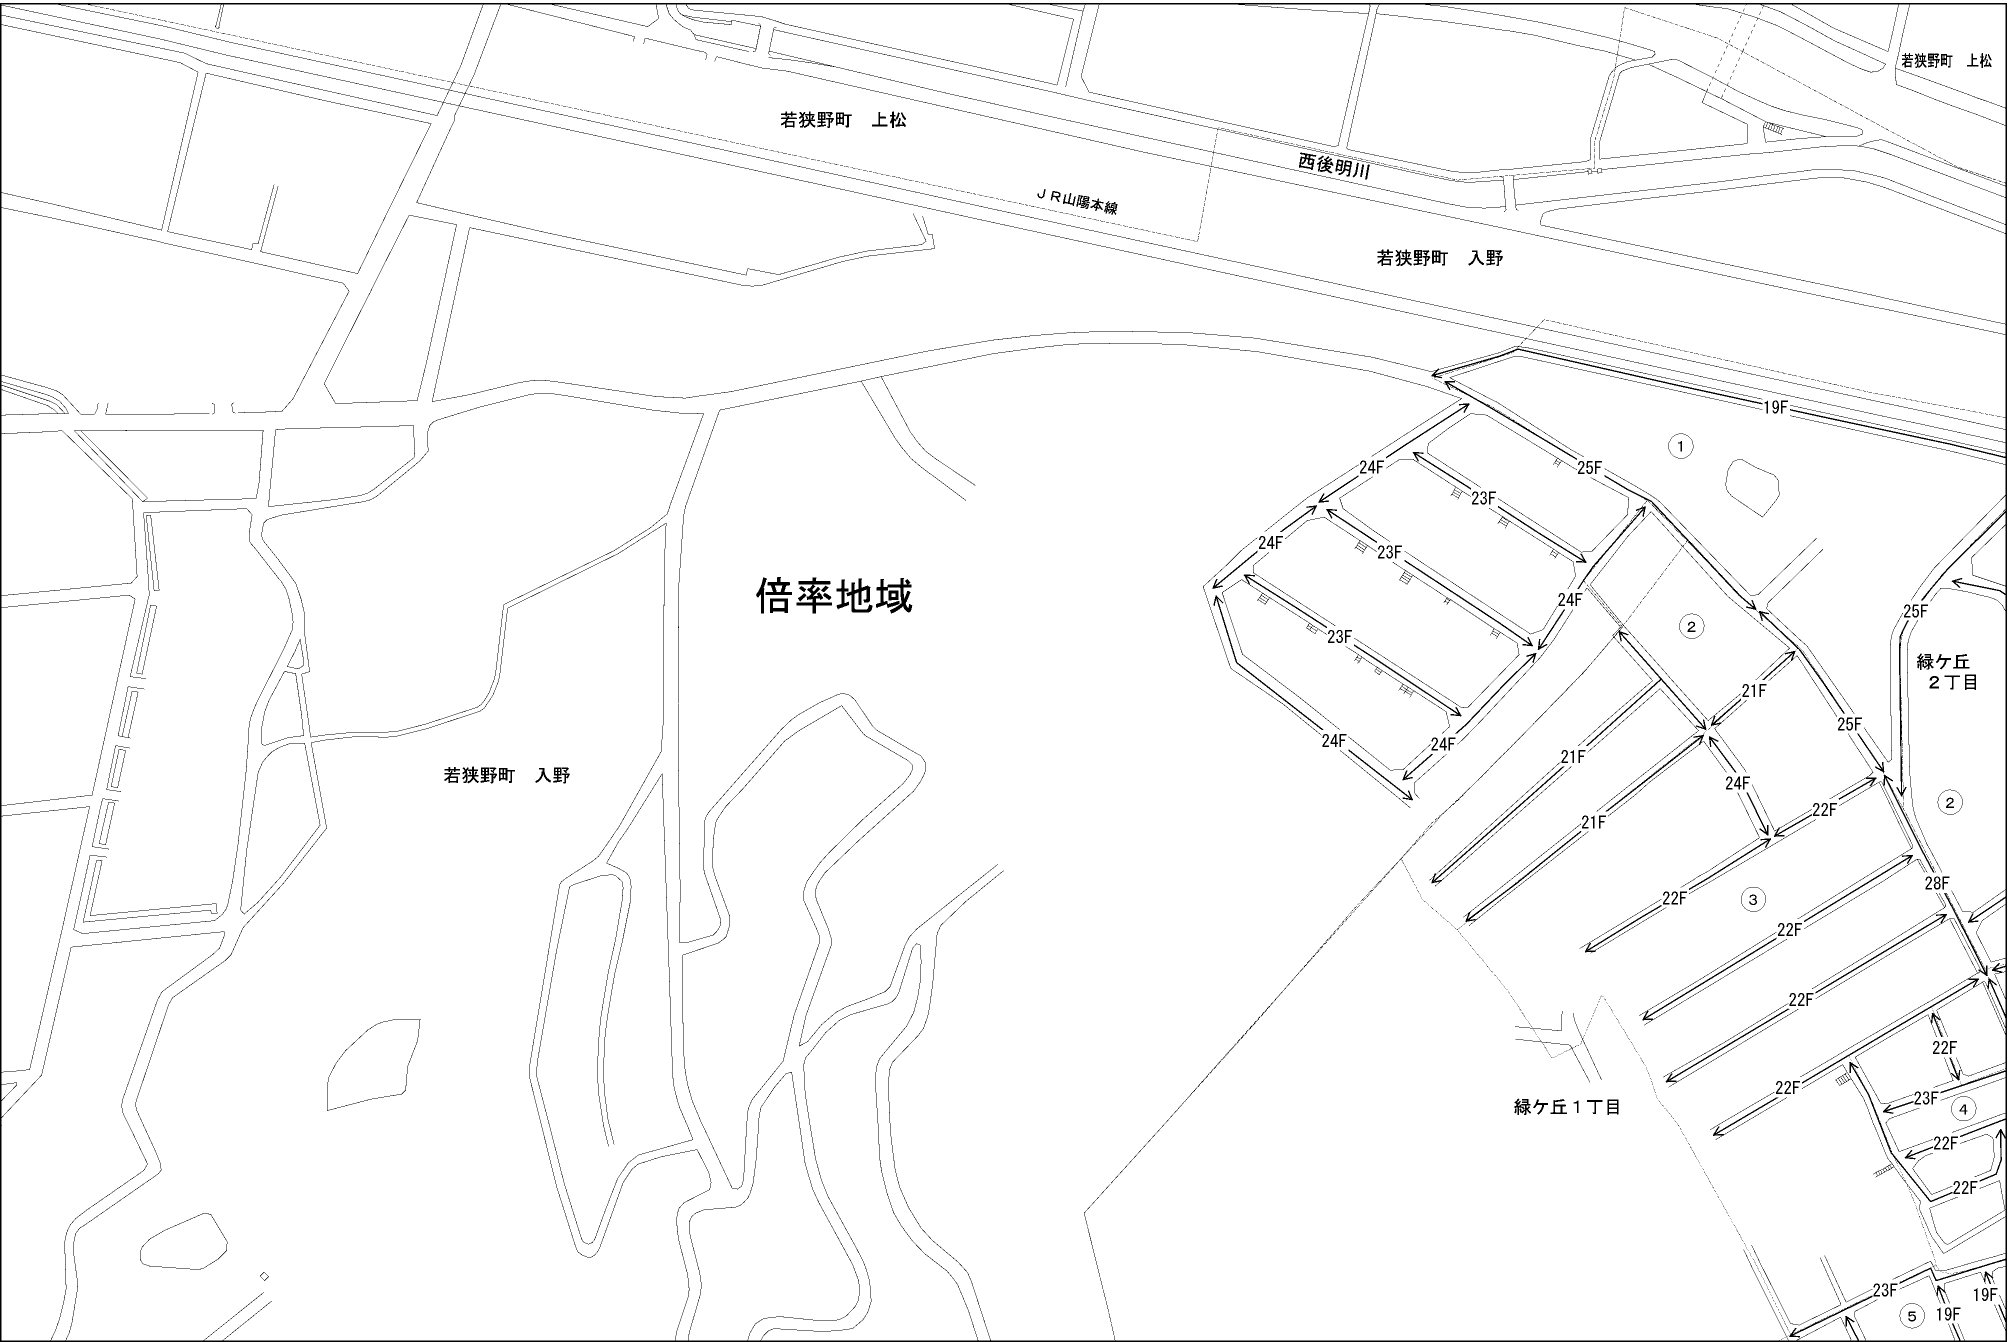 若狭野町　上松
若狭野町　上松
西後明川
ＪＲ山陽本線
若狭野町　入野
19F
①
24F
25F
23F
24F
23F
倍率地域
24F
25F
②
23F
緑ケ丘
２丁目
21F
25F
24F
24F
21F
若狭野町　入野
24F
22F
②
21F
28F
22F
③
22F
22F
22F
22F
緑ケ丘１丁目
23F
④
22F
22F
23F
19F
19F
⑤